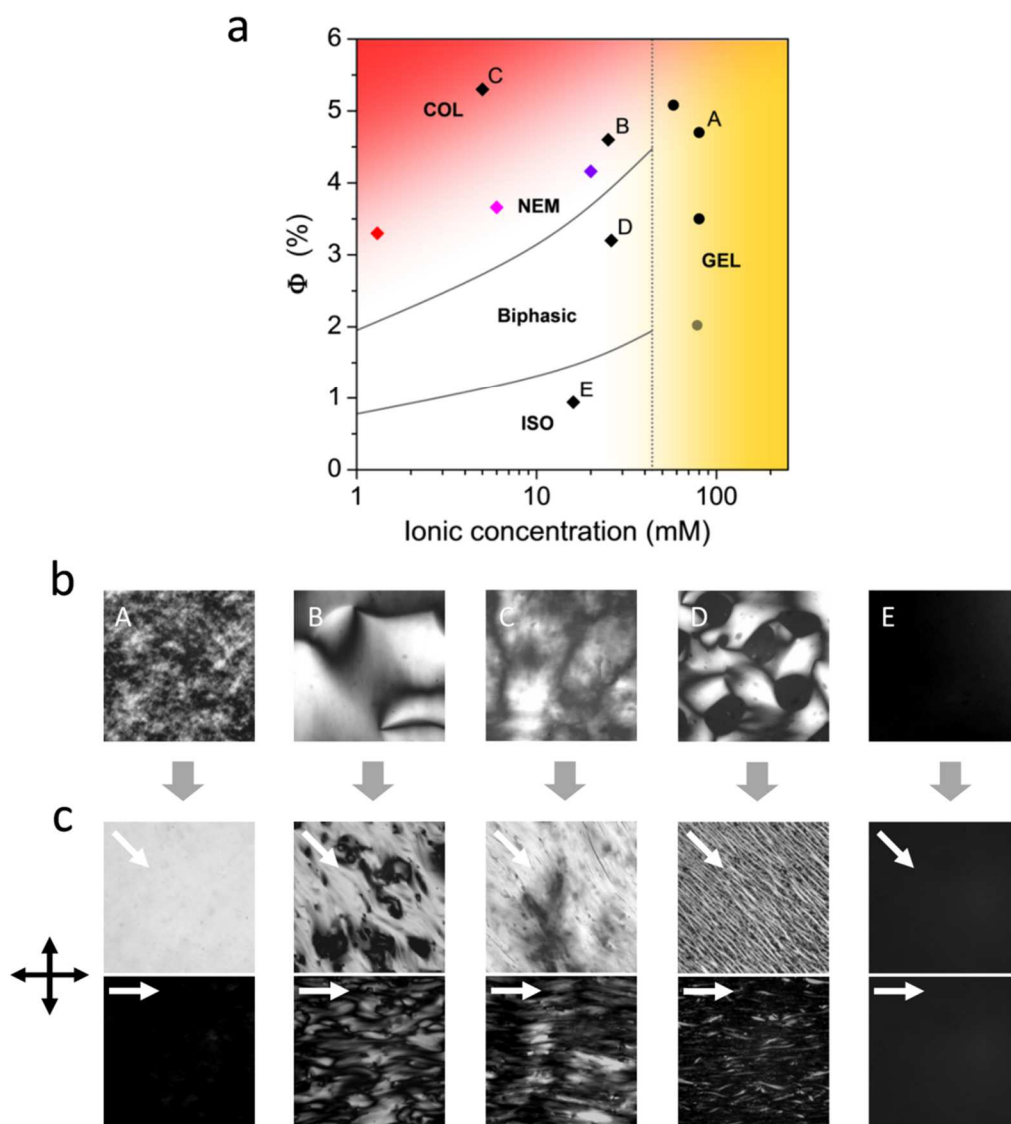 a
6
5
4
3
2
1
0
Φ (%)
C
COL
B
A
NEM
D
GEL
Biphasic
E
ISO
1 10 100
Ionic concentration (mM)
b
A B C D E
c